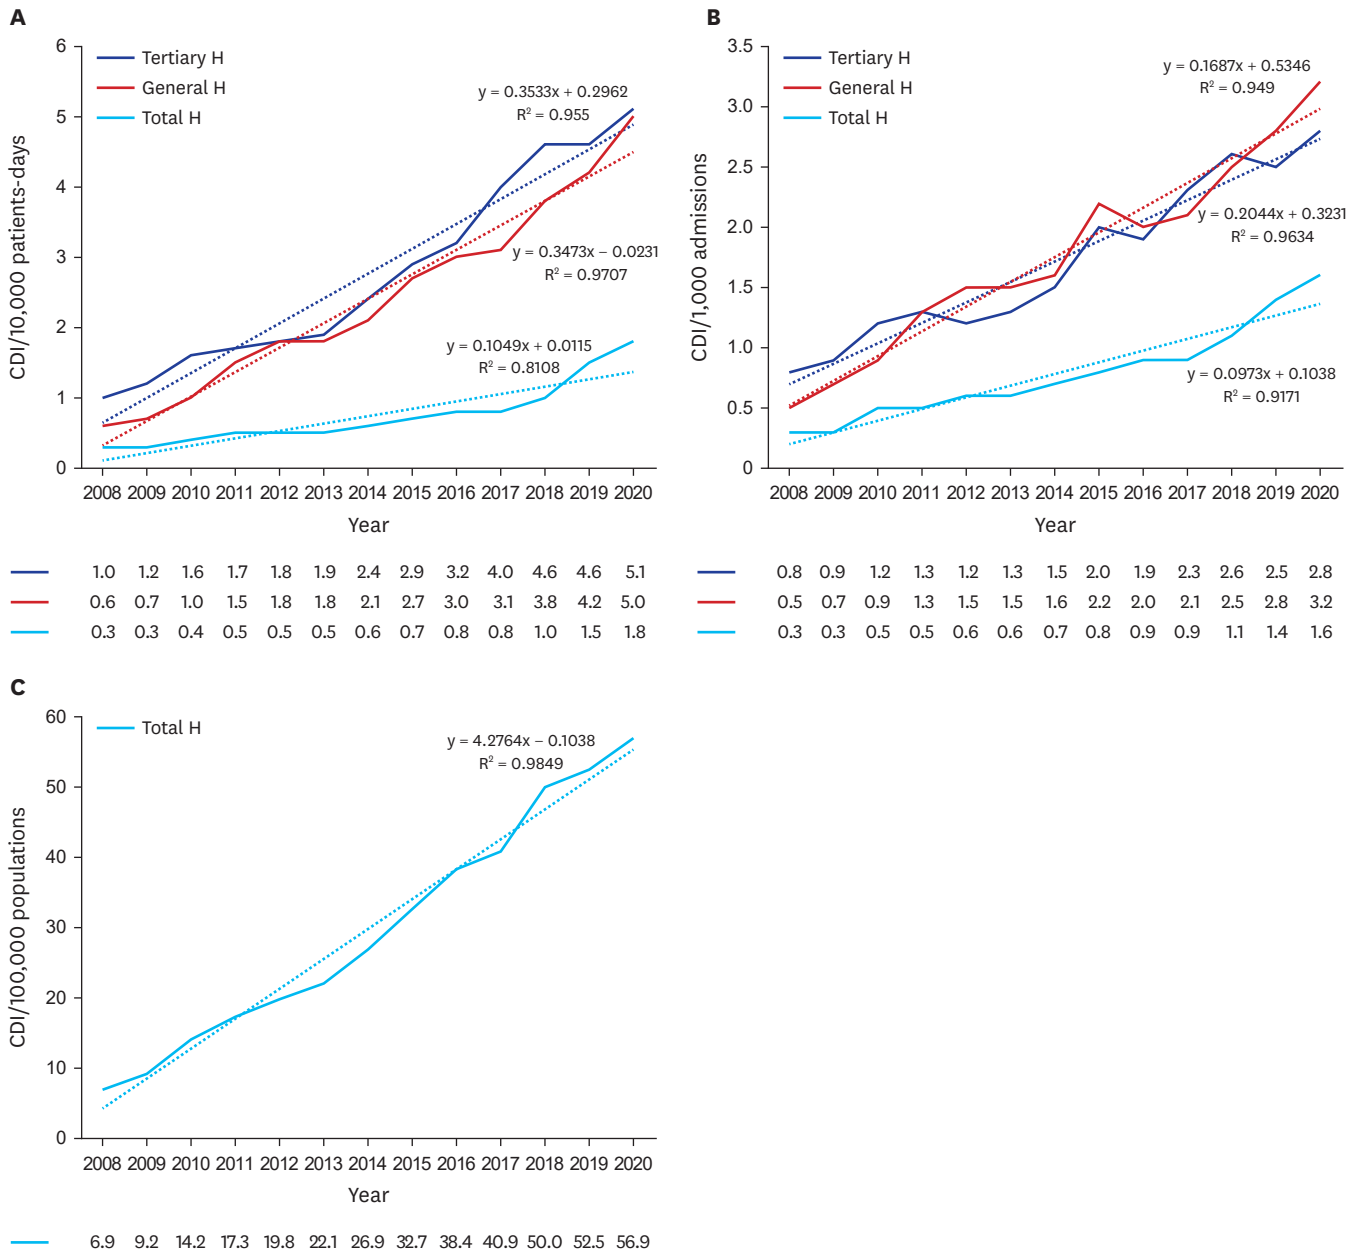 A
6
5
4
3
2
1
0
CDI/10,000 patients-days
Tertiary H
General H
Total H
y = 0.3533x + 0.2962
R² = 0.955
y = 0.3473x − 0.0231
R² = 0.9707
y = 0.1049x + 0.0115
R² = 0.8108
2008 2009 2010 2011 2012 2013 2014 2015 2016 2017 2018 2019 2020
Year
1.0 1.2 1.6 1.7 1.8 1.9 2.4 2.9 3.2 4.0 4.6 4.6 5.1
0.6 0.7 1.0 1.5 1.8 1.8 2.1 2.7 3.0 3.1 3.8 4.2 5.0
0.3 0.3 0.4 0.5 0.5 0.5 0.6 0.7 0.8 0.8 1.0 1.5 1.8
B
3.5
3.0
2.5
2.0
1.5
1.0
0.5
0
CDI/1,000 admissions
Tertiary H
General H
Total H
y = 0.1687x + 0.5346
R² = 0.949
y = 0.2044x + 0.3231
R² = 0.9634
y = 0.0973x + 0.1038
R² = 0.9171
2008 2009 2010 2011 2012 2013 2014 2015 2016 2017 2018 2019 2020
Year
0.8 0.9 1.2 1.3 1.2 1.3 1.5 2.0 1.9 2.3 2.6 2.5 2.8
0.5 0.7 0.9 1.3 1.5 1.5 1.6 2.2 2.0 2.1 2.5 2.8 3.2
0.3 0.3 0.5 0.5 0.6 0.6 0.7 0.8 0.9 0.9 1.1 1.4 1.6
C
60
50
40
30
20
10
0
CDI/100,000 populations
Total H
y = 4.2764x − 0.1038
R² = 0.9849
2008 2009 2010 2011 2012 2013 2014 2015 2016 2017 2018 2019 2020
Year
6.9 9.2 14.2 17.3 19.8 22.1 26.9 32.7 38.4 40.9 50.0 52.5 56.9